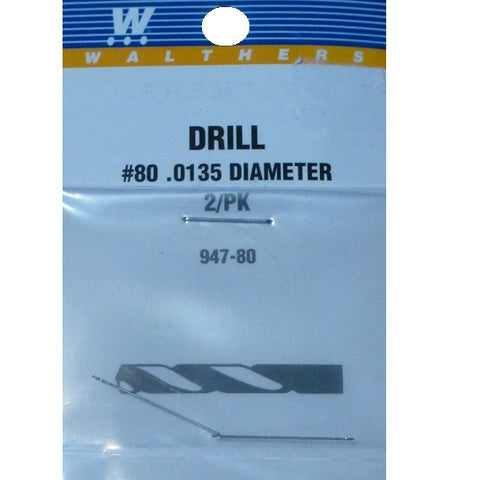 W
WALTHERS
DRILL
#80 .0135 DIAMETER
2/PK
947-80